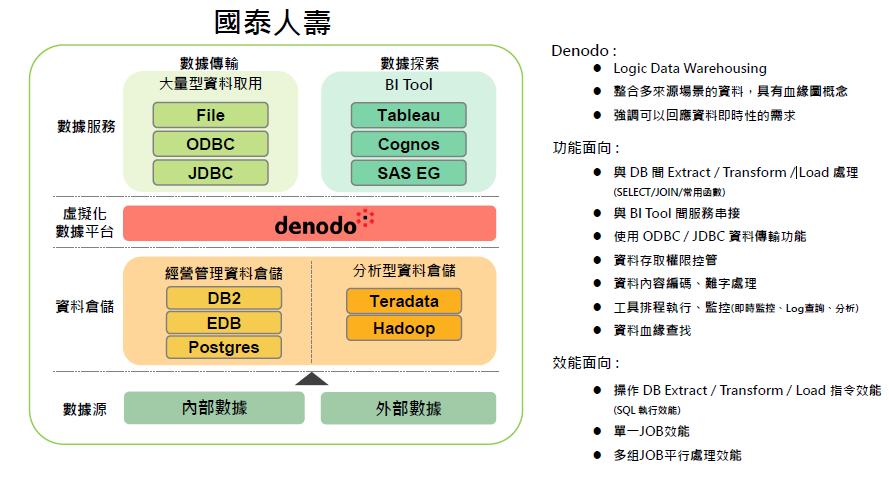 國泰人壽
數據服務
數據傳輸
大量型資料取用
File
ODBC
JDBC
數據探索
BI Tool
Tableau
Cognos
SAS EG
虛擬化
數據平台
denodo
資料倉儲
經營管理資料倉儲
DB2
EDB
Postgres
分析型資料倉儲
Teradata
Hadoop
數據源
內部數據
外部數據
Denodo :
● Logic Data Warehousing
● 整合多來源場景的資料，具有血緣圖概念
● 強調可以回應資料即時性的需求
功能面向 :
● 與 DB 間 Extract / Transform / Load 處理
(SELECT/JOIN/常用函數)
● 與 BI Tool 間服務串接
● 使用 ODBC / JDBC 資料傳輸功能
● 資料存取權限控管
● 資料內容編碼、難字處理
● 工具排程執行、監控(即時監控、Log查詢、分析)
● 資料血緣查找
效能面向 :
● 操作 DB Extract / Transform / Load 指令效能
(SQL 執行效能)
● 單一JOB效能
● 多組JOB平行處理效能